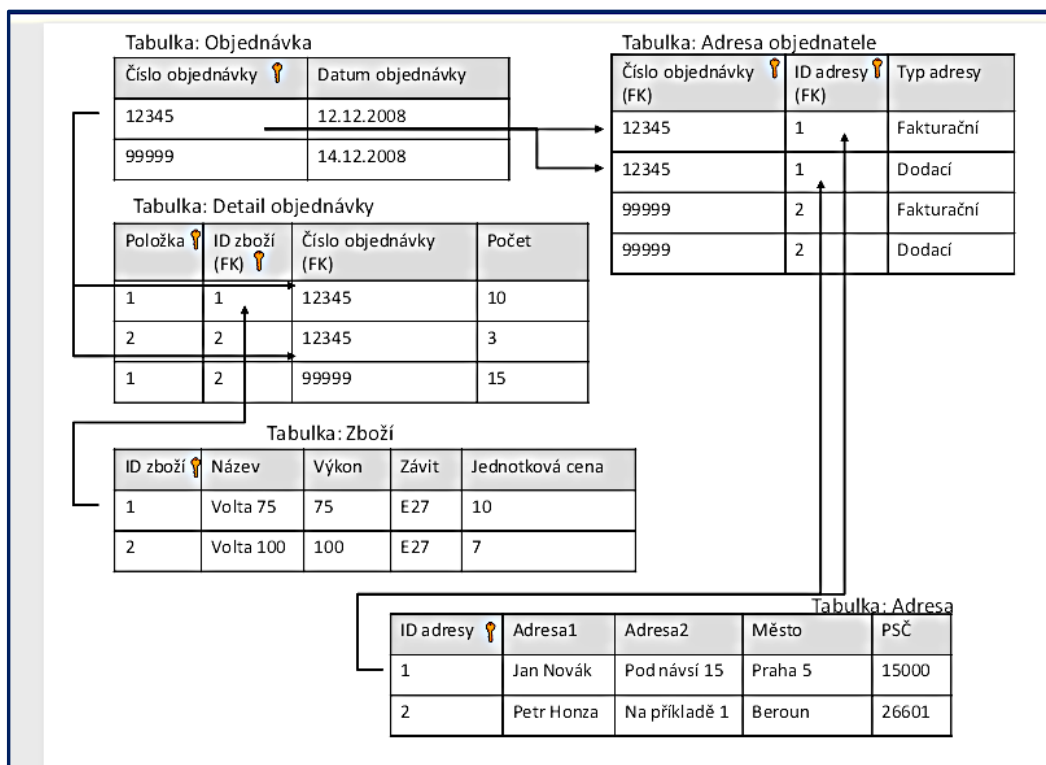 Tabulka: Objednávka
Číslo objednávky Datum objednávky
12345 12.12.2008
99999 14.12.2008
Tabulka: Adresa objednatele
Číslo objednávky (FK) ID adresy (FK) Typ adresy
12345 1 Fakturační
12345 1 Dodací
99999 2 Fakturační
99999 2 Dodací
Tabulka: Detail objednávky
Položka ID zboží (FK) Číslo objednávky (FK) Počet
1 1 12345 10
2 2 12345 3
1 2 99999 15
Tabulka: Zboží
ID zboží Název Výkon Závit Jednotková cena
1 Volta 75 75 E27 10
2 Volta 100 100 E27 7
Tabulka: Adresa
ID adresy Adresa1 Adresa2 Město PSČ
1 Jan Novák Pod návsí 15 Praha 5 15000
2 Petr Honza Na příkladě 1 Beroun 26601